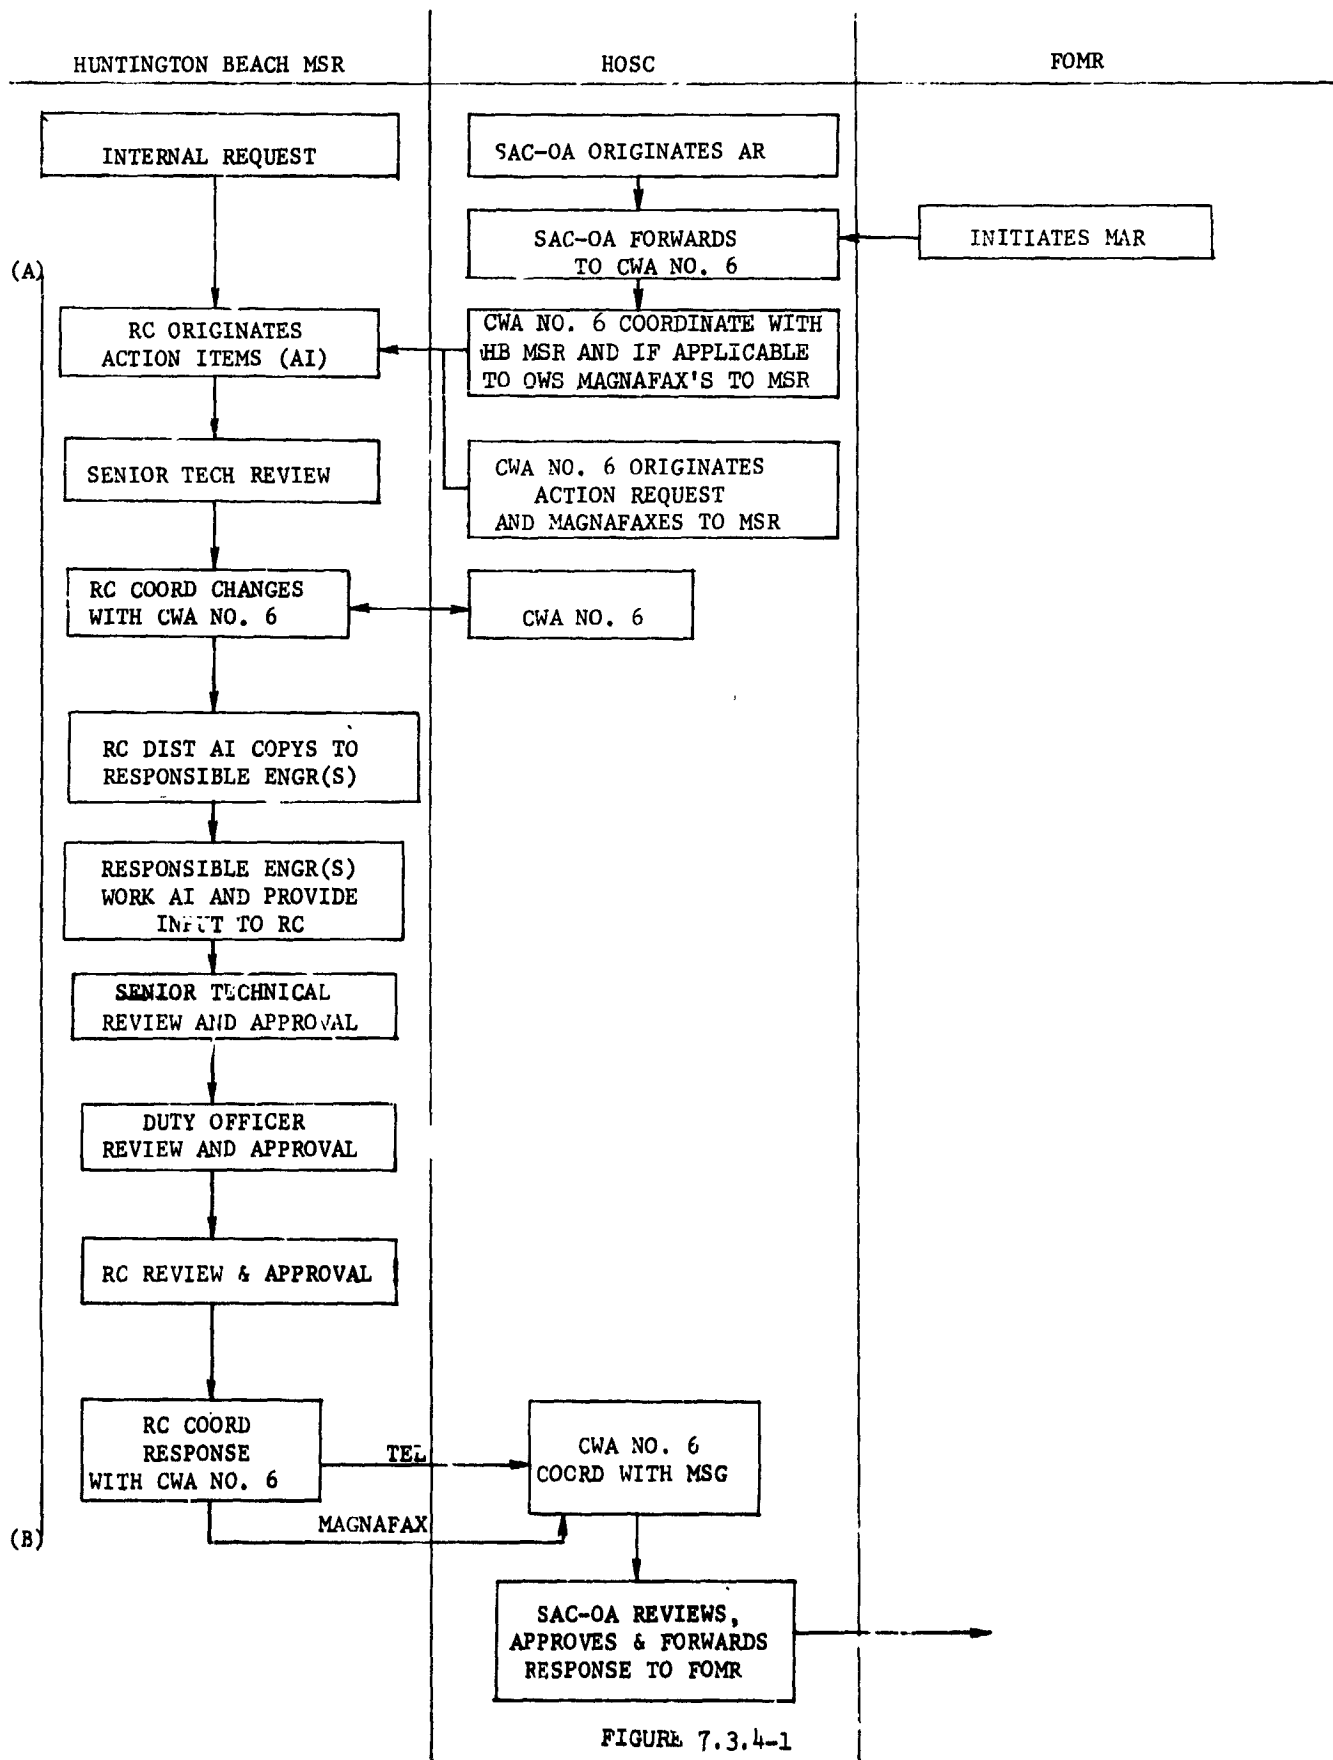 HUNTINGTON BEACH MSR
HOSC
FOMR
INTERNAL REQUEST
SAC-OA ORIGINATES AR
SAC-OA FORWARDS
TO CWA NO. 6
INITIATES MAR
(A)
RC ORIGINATES
ACTION ITEMS (AI)
CWA NO. 6 COORDINATE WITH
HB MSR AND IF APPLICABLE
TO OWS MAGNAFAX'S TO MSR
SENIOR TECH REVIEW
CWA NO. 6 ORIGINATES
ACTION REQUEST
AND MAGNAFAXES TO MSR
RC COORD CHANGES
WITH CWA NO. 6
CWA NO. 6
RC DIST AI COPYS TO
RESPONSIBLE ENGR(S)
RESPONSIBLE ENGR(S)
WORK AI AND PROVIDE
INPUT TO RC
SENIOR TECHNICAL
REVIEW AND APPROVAL
DUTY OFFICER
REVIEW AND APPROVAL
RC REVIEW & APPROVAL
RC COORD
RESPONSE
WITH CWA NO. 6
TEL
MAGNAFAX
CWA NO. 6
COORD WITH MSG
(B)
SAC-OA REVIEWS,
APPROVES & FORWARDS
RESPONSE TO FOMR
FIGURE 7.3.4-1